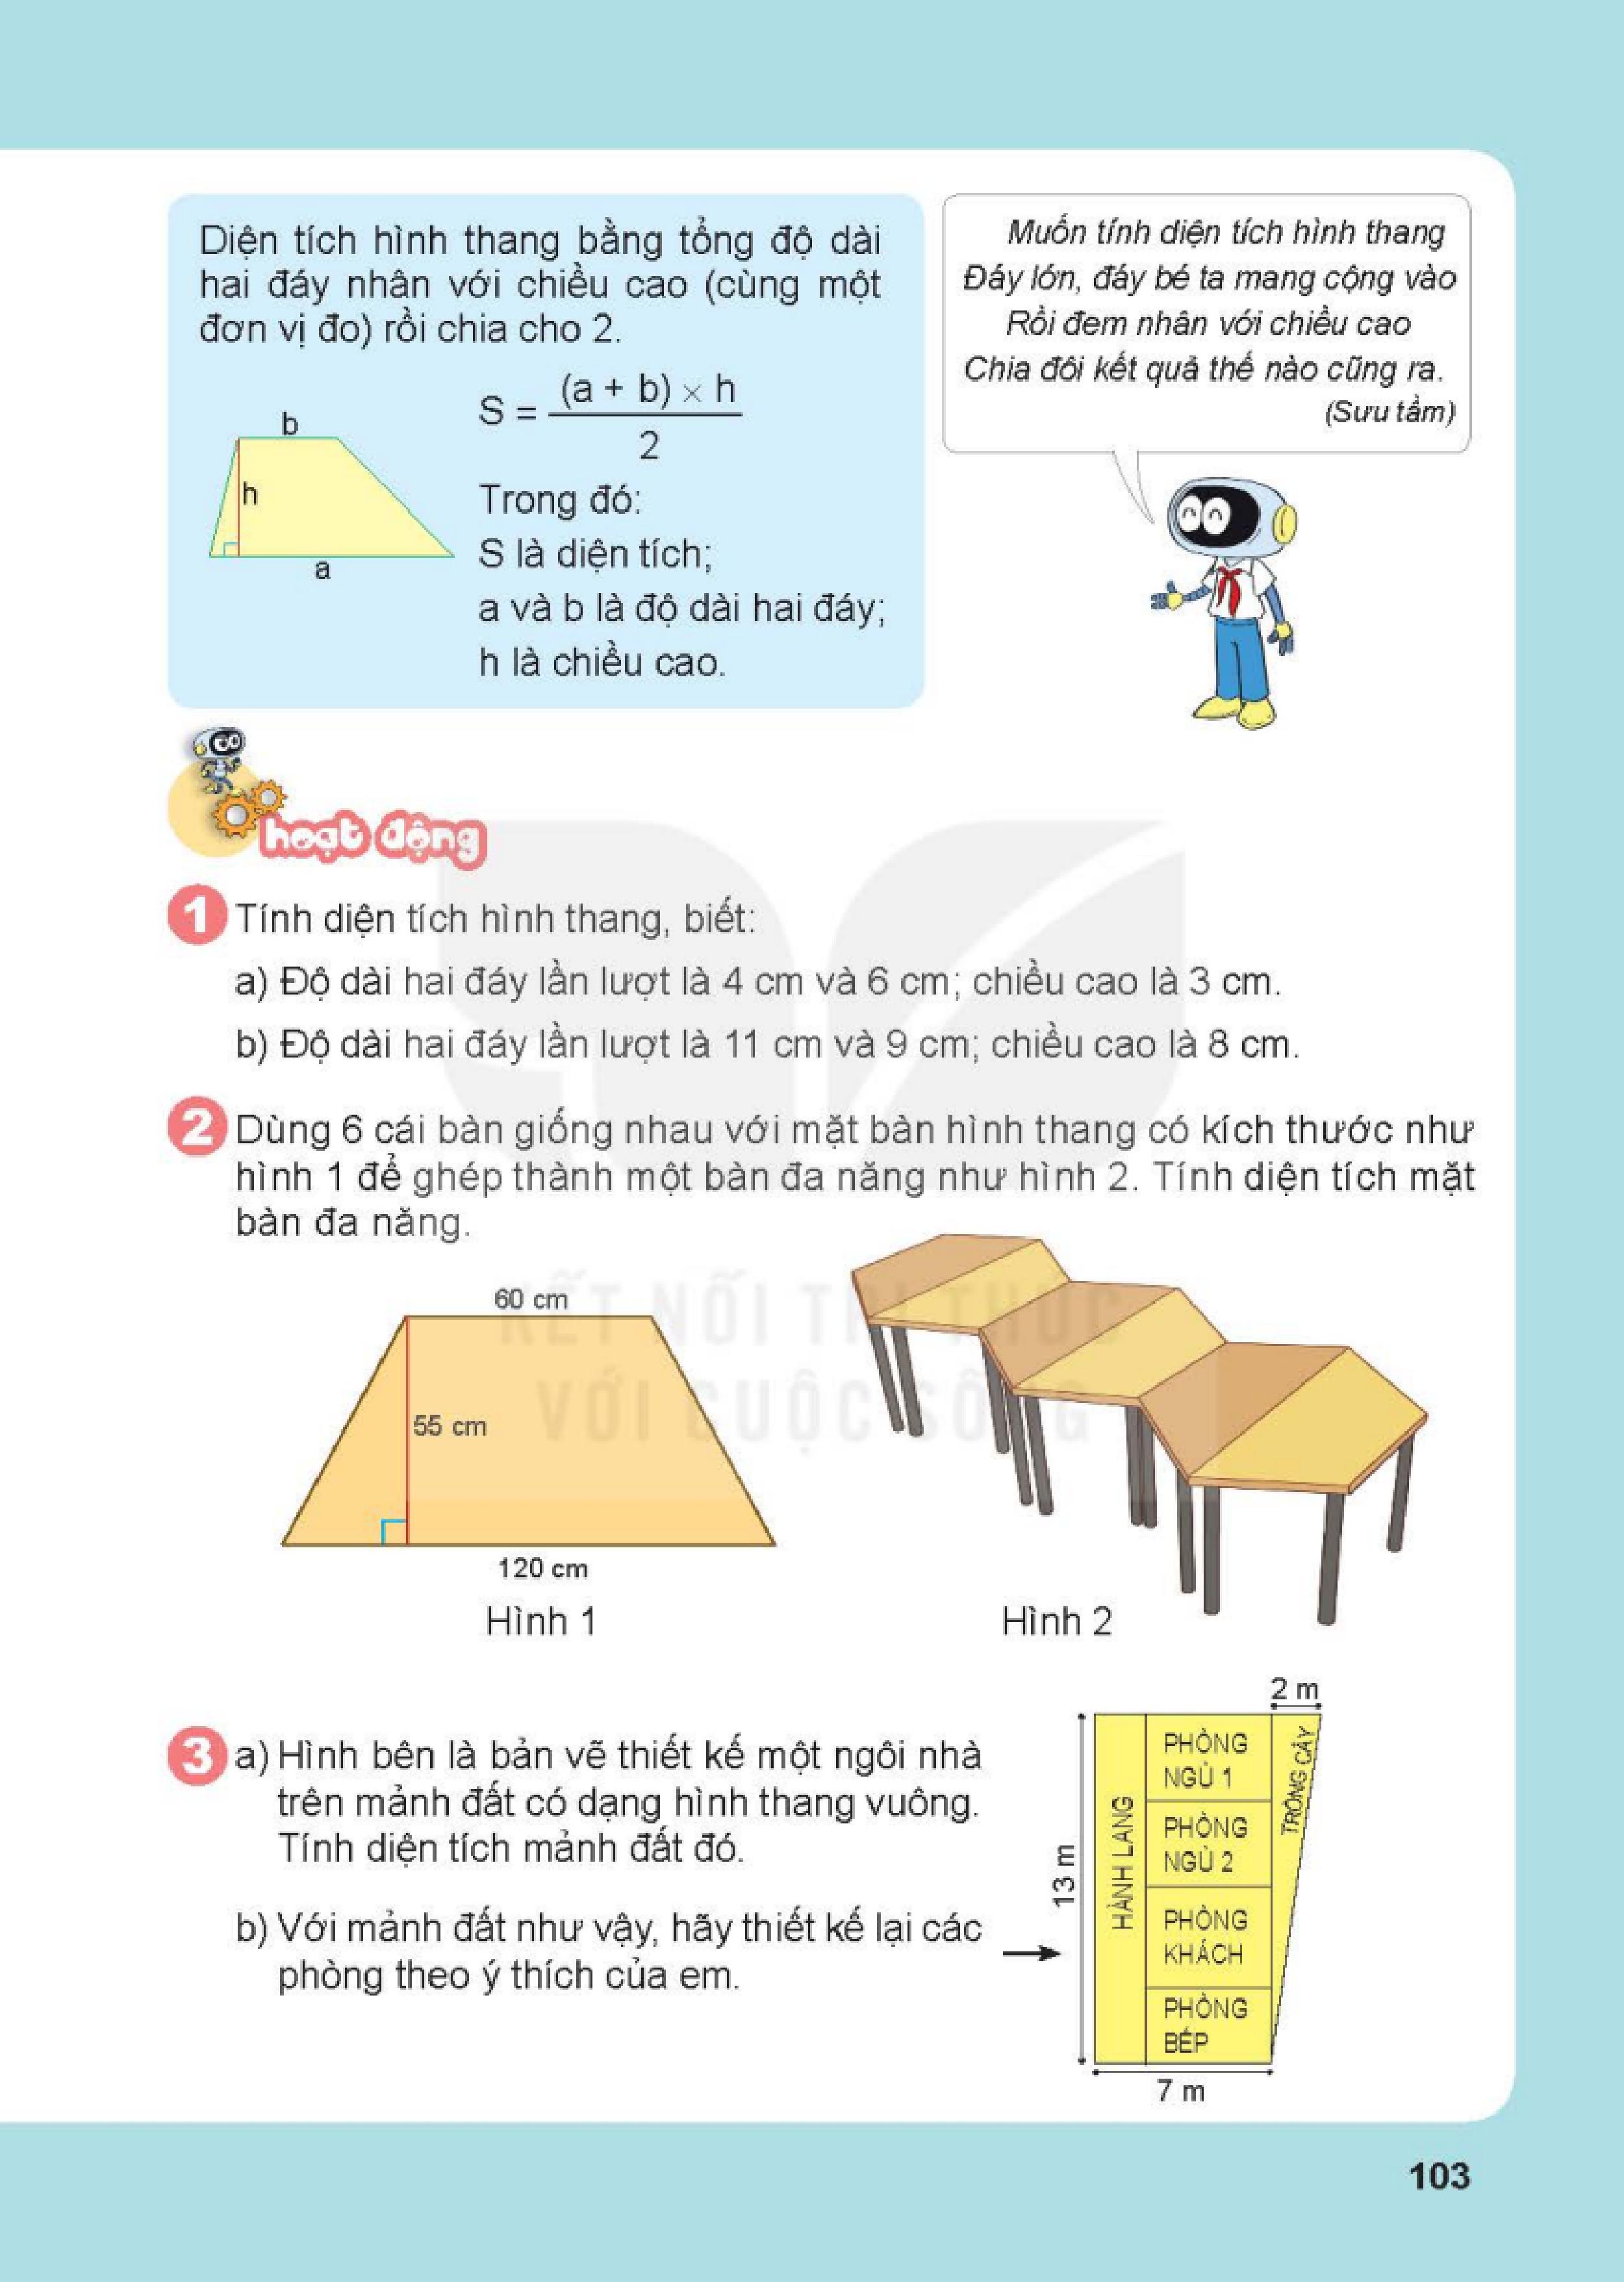 Diện tích hình thang bằng tổng độ dài
hai đáy nhân với chiều cao (cùng một
đơn vị đo) rồi chia cho 2.
S = (a + b) × h / 2
b
h
a
Trong đó:
S là diện tích;
a và b là độ dài hai đáy;
h là chiều cao.
Muốn tính diện tích hình thang
Đáy lớn, đáy bé ta mang cộng vào
Rồi đem nhân với chiều cao
Chia đôi kết quả thế nào cũng ra.
(Sưu tầm)
hoạt động
1 Tính diện tích hình thang, biết:
a) Độ dài hai đáy lần lượt là 4 cm và 6 cm; chiều cao là 3 cm.
b) Độ dài hai đáy lần lượt là 11 cm và 9 cm; chiều cao là 8 cm.
2 Dùng 6 cái bàn giống nhau với mặt bàn hình thang có kích thước như
hình 1 để ghép thành một bàn đa năng như hình 2. Tính diện tích mặt
bàn đa năng.
KẾT NỐI TRI THỨC
VỚI CUỘC SỐNG
60 cm
55 cm
120 cm
Hình 1
Hình 2
3 a) Hình bên là bản vẽ thiết kế một ngôi nhà
trên mảnh đất có dạng hình thang vuông.
Tính diện tích mảnh đất đó.
b) Với mảnh đất như vậy, hãy thiết kế lại các
phòng theo ý thích của em.
2 m
13 m
HÀNH LANG
PHÒNG
NGỦ 1
PHÒNG
NGỦ 2
PHÒNG
KHÁCH
PHÒNG
BẾP
TRỒNG CÂY
7 m
103